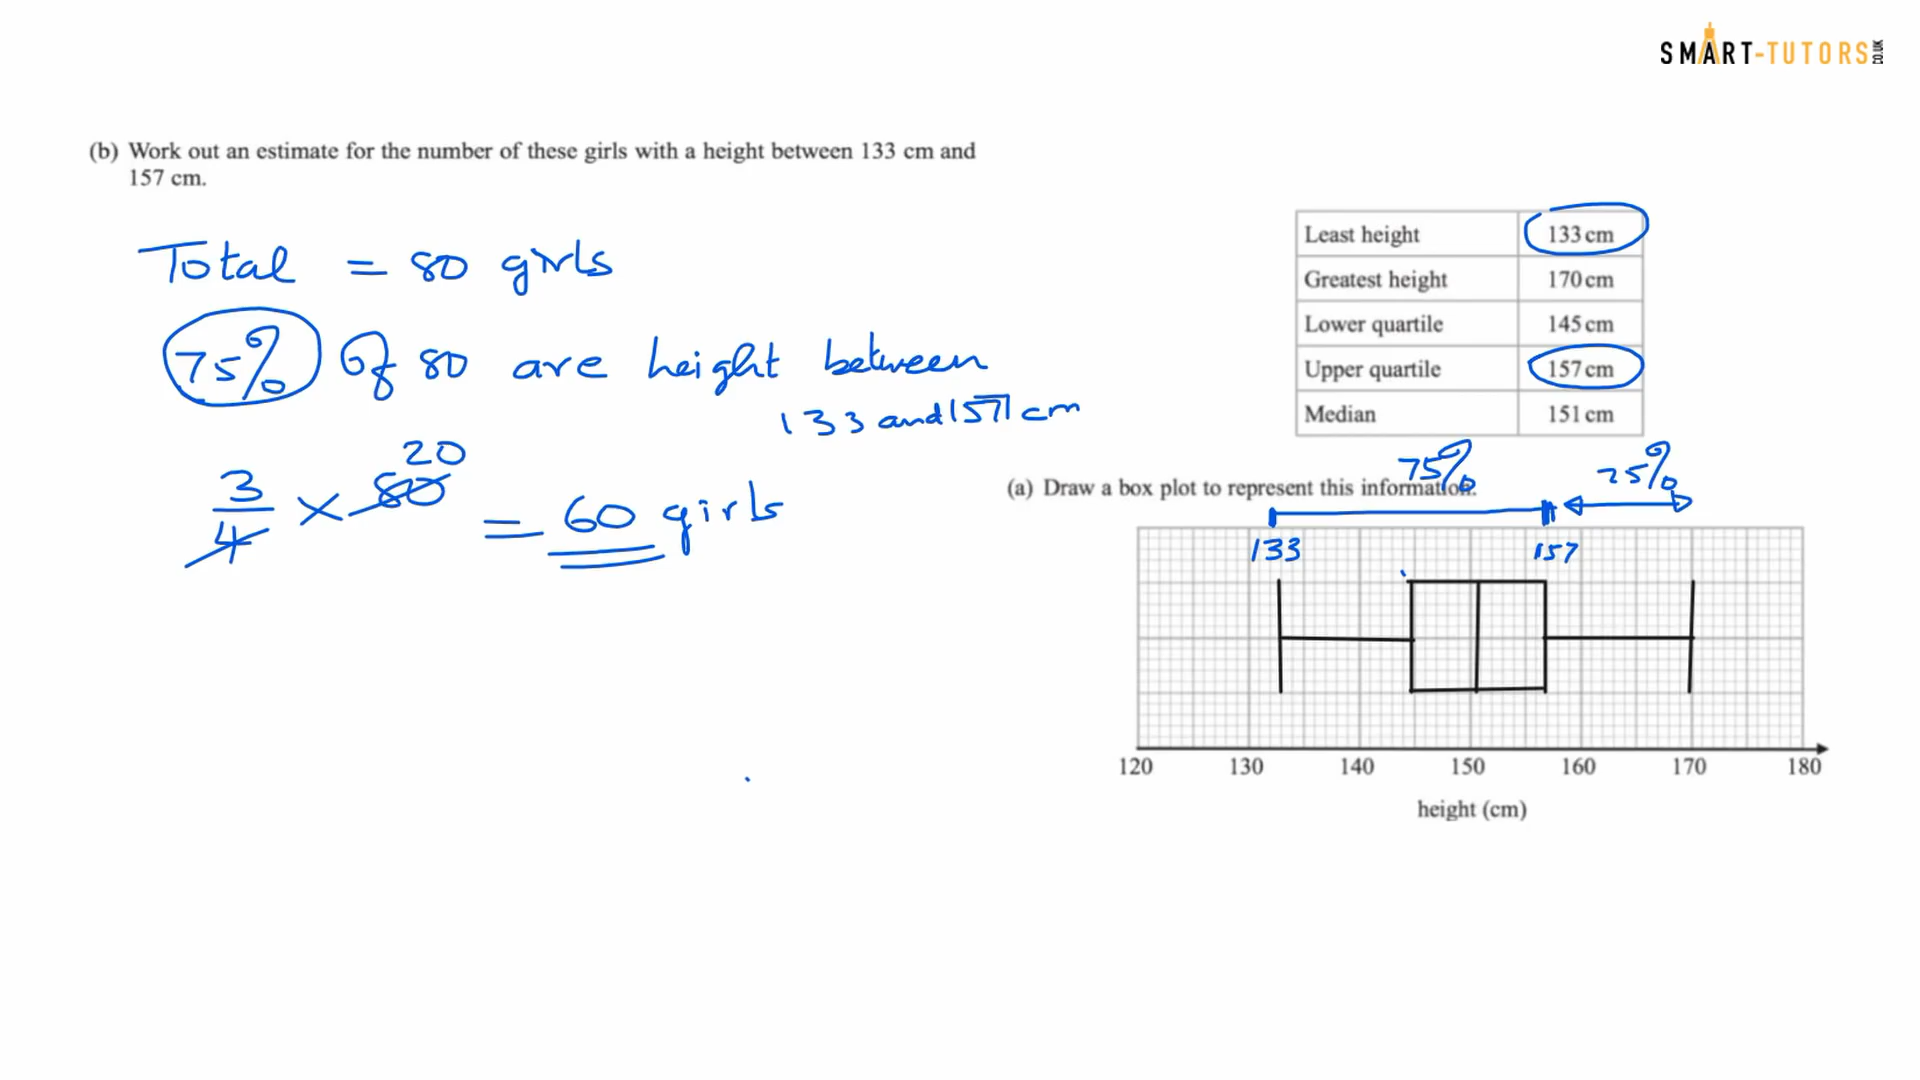 SMART-TUTORS.CO.UK
(b) Work out an estimate for the number of these girls with a height between 133 cm and
157 cm.
Total = 80 girls
75% of 80 are height between
133 and 157 cm
20
3/4 × 80 = 60 girls
Least height 133 cm
Greatest height 170 cm
Lower quartile 145 cm
Upper quartile 157 cm
Median 151 cm
75% 25%
(a) Draw a box plot to represent this information.
133 157
120 130 140 150 160 170 180
height (cm)